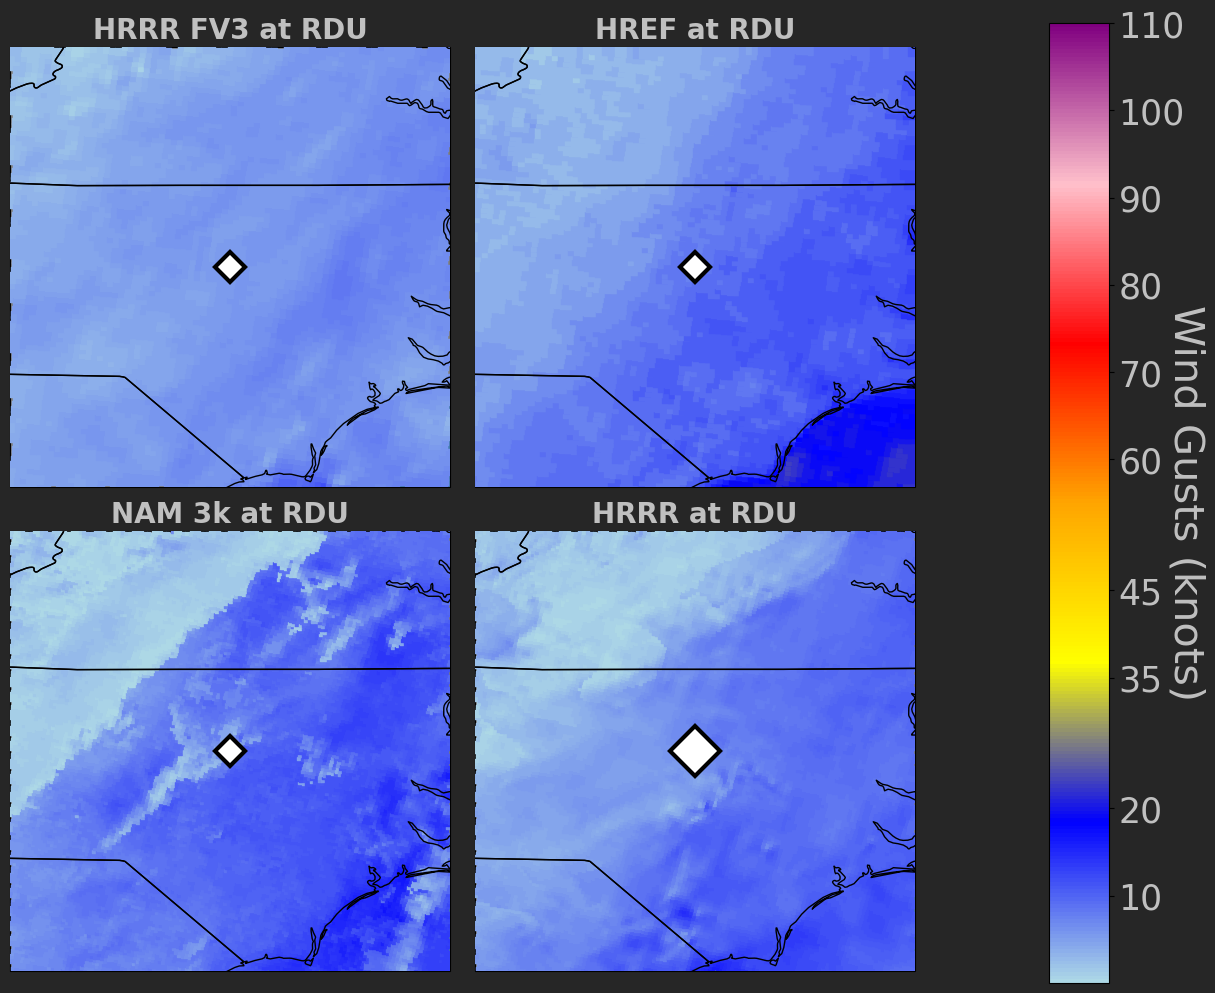 HRRR FV3 at RDU
HREF at RDU
NAM 3k at RDU
HRRR at RDU
110
100
90
80
70
60
45
35
20
10
Wind Gusts (knots)